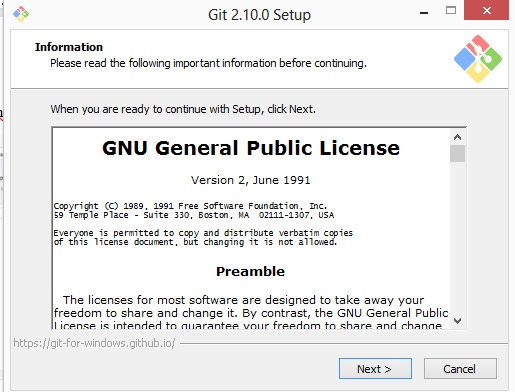 Git 2.10.0 Setup
Information
Please read the following important information before continuing.
When you are ready to continue with Setup, click Next.
GNU General Public License
Version 2, June 1991
Copyright (C) 1989, 1991 Free Software Foundation, Inc.
59 Temple Place - Suite 330, Boston, MA  02111-1307, USA
Everyone is permitted to copy and distribute verbatim copies
of this license document, but changing it is not allowed.
Preamble
The licenses for most software are designed to take away your
freedom to share and change it. By contrast, the GNU General Public
License is intended to guarantee your freedom to share and change
https://git-for-windows.github.io/
Next >
Cancel